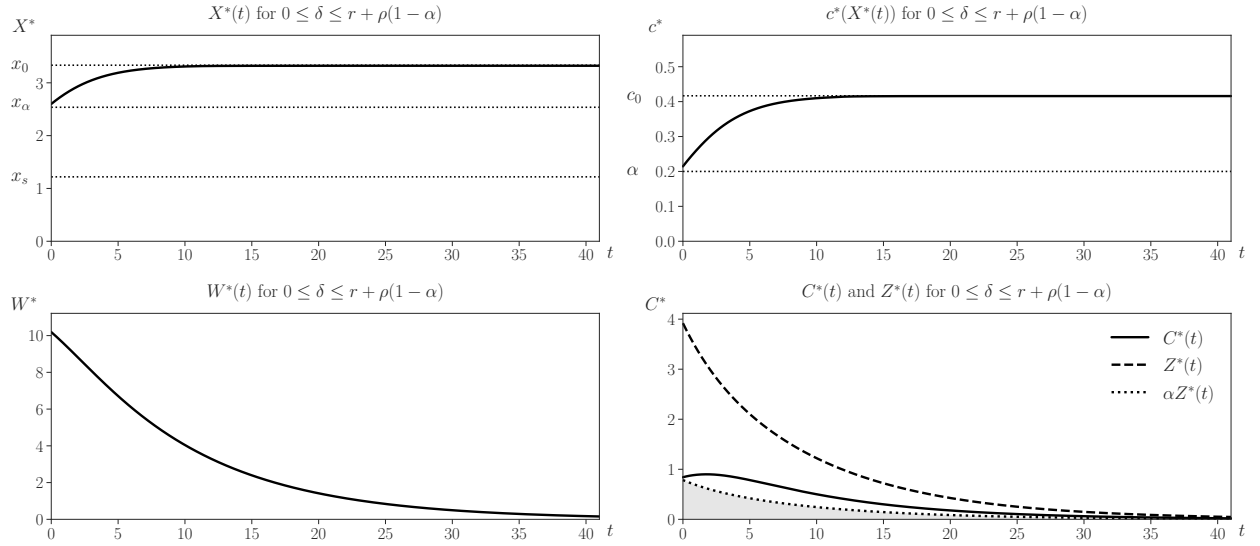 X*(t) for 0 ≤ δ ≤ r + ρ(1 − α)
X*
x₀
3
x_α
2
x_s
1
0
0 5 10 15 20 25 30 35 40 t
c*(X*(t)) for 0 ≤ δ ≤ r + ρ(1 − α)
c*
0.5
c₀
0.4
0.3
α
0.2
0.1
0.0
0 5 10 15 20 25 30 35 40 t
W*(t) for 0 ≤ δ ≤ r + ρ(1 − α)
W*
10
8
6
4
2
0
0 5 10 15 20 25 30 35 40 t
C*(t) and Z*(t) for 0 ≤ δ ≤ r + ρ(1 − α)
C*
4
3
2
1
0
C*(t)
Z*(t)
αZ*(t)
0 5 10 15 20 25 30 35 40 t